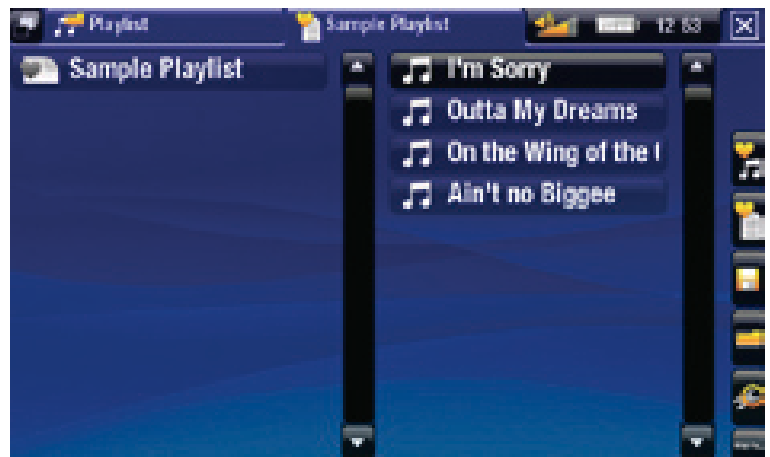 Playlist
Sample Playlist
12 53
Sample Playlist
I'm Sorry
Outta My Dreams
On the Wing of the
Ain't no Biggee